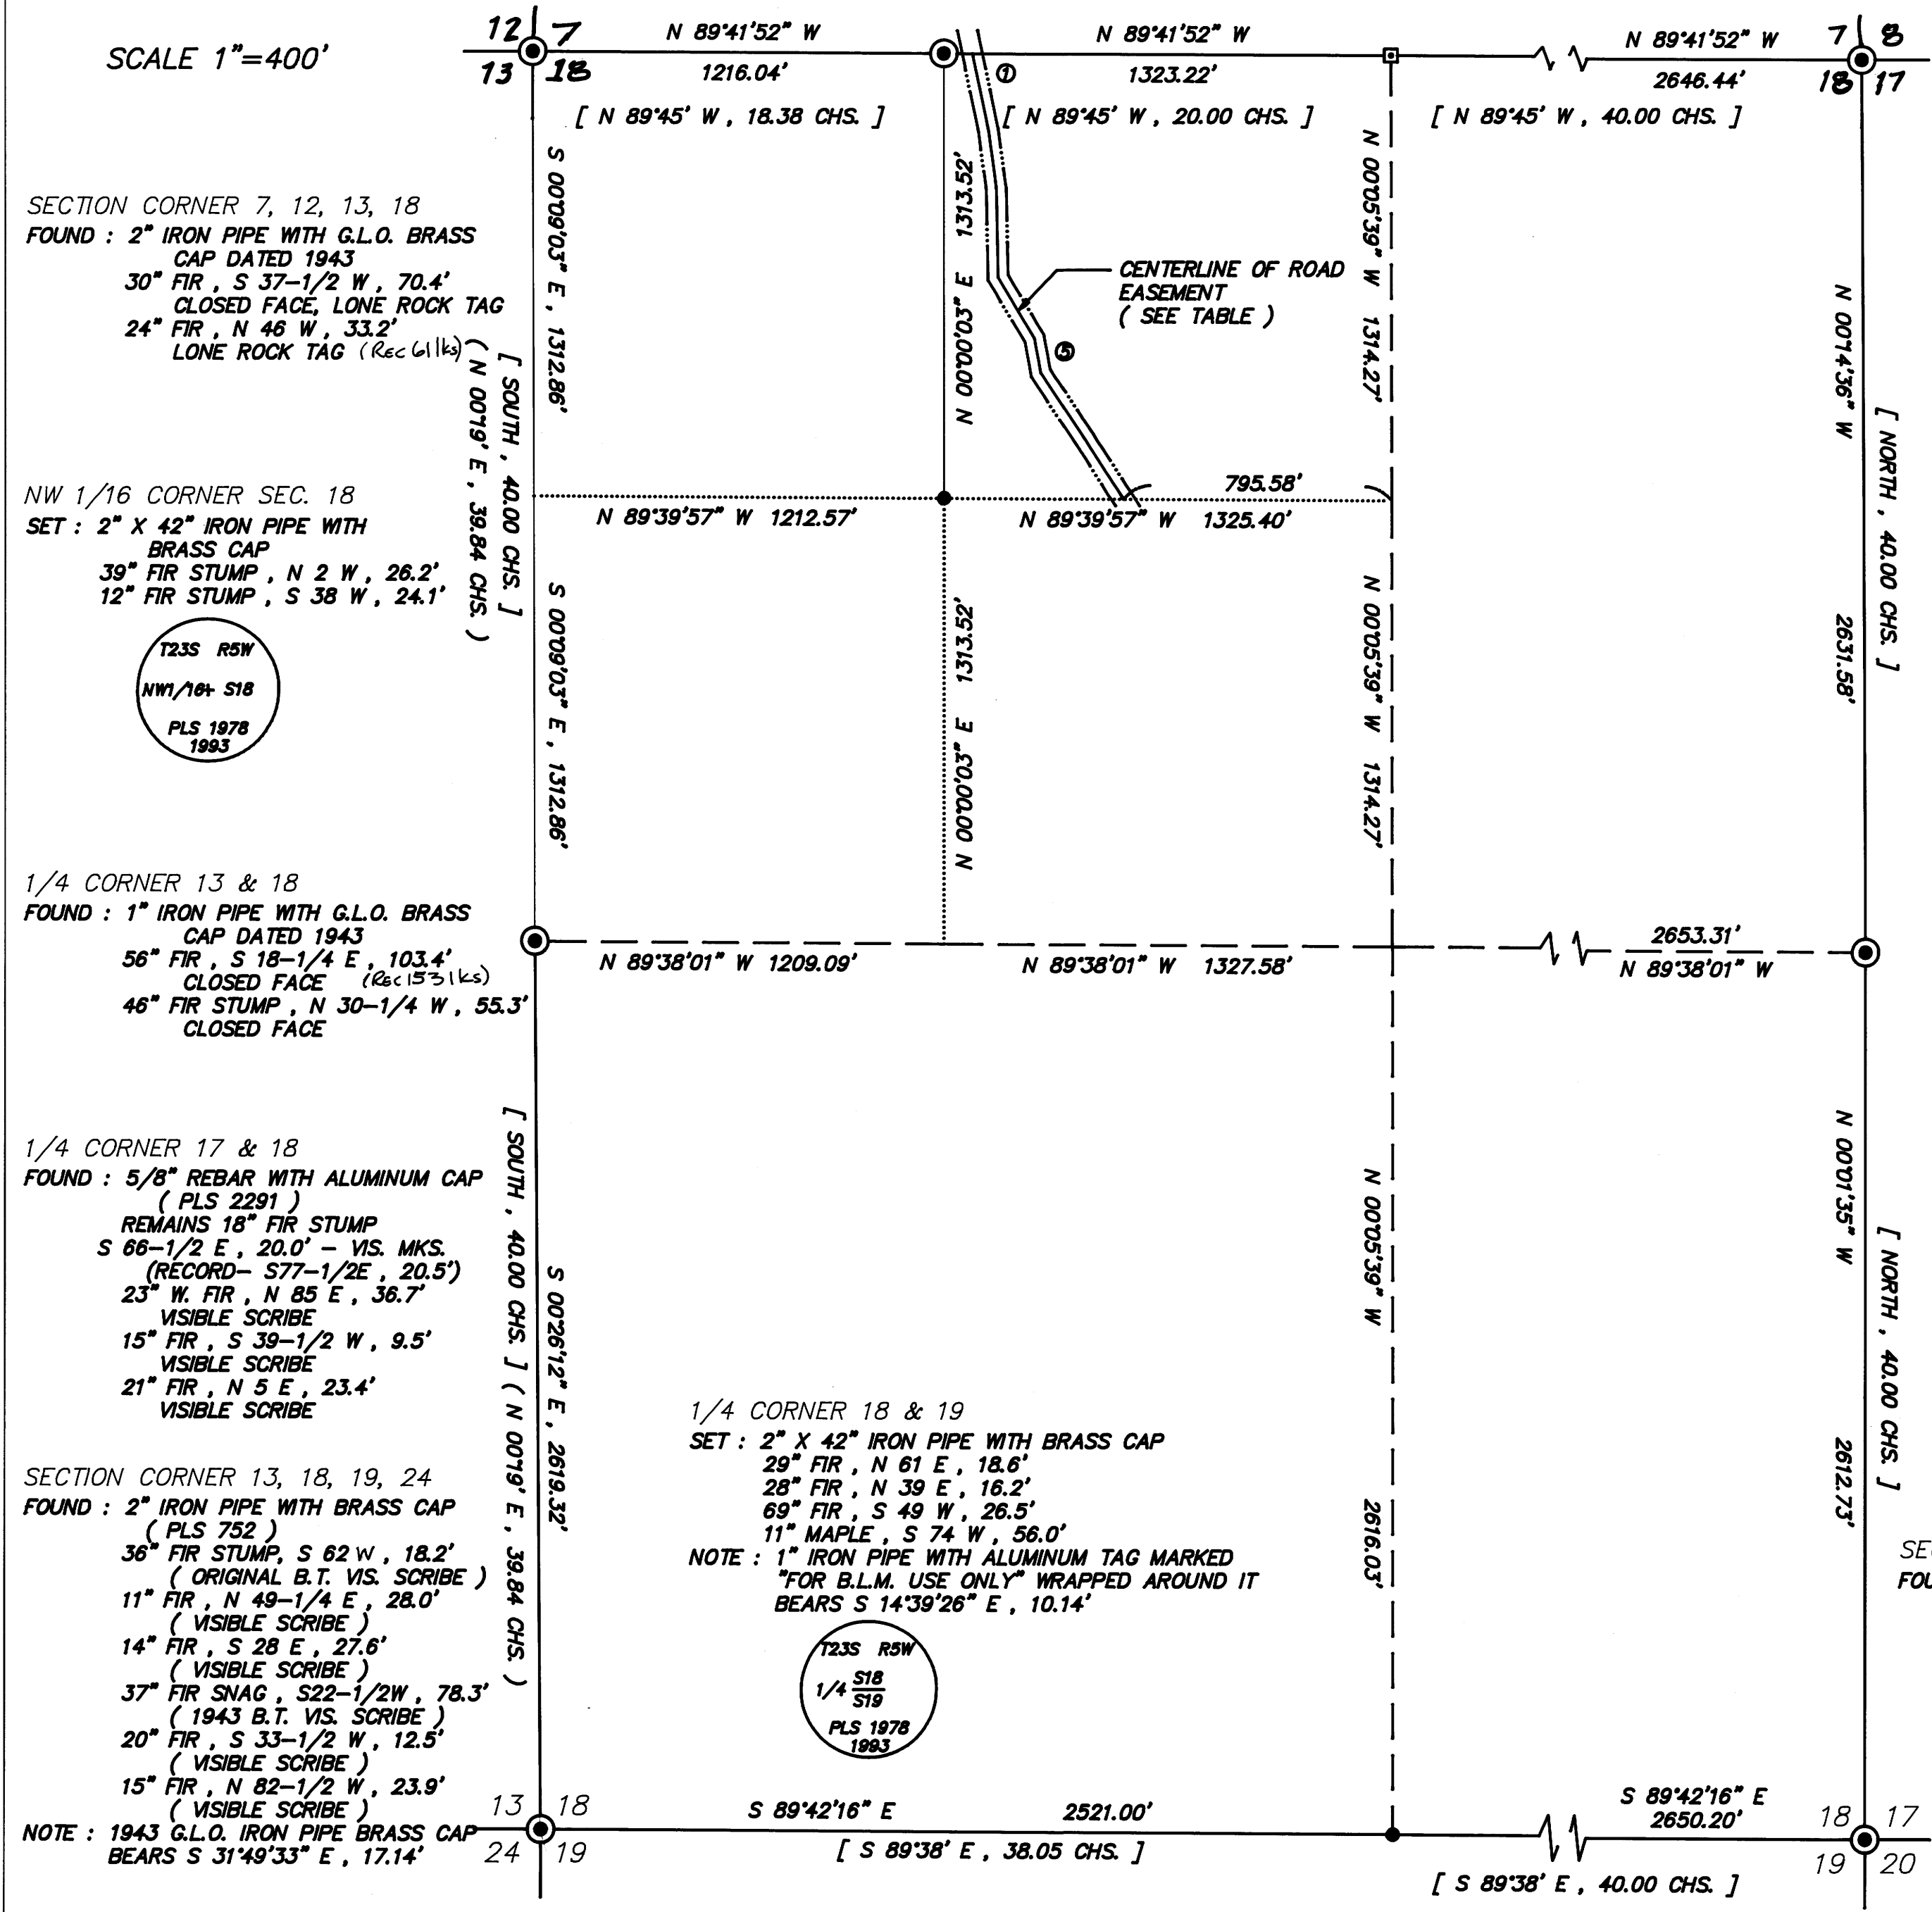 SCALE 1"=400'
12 7
13 18
N 89°41'52" W
1216.04'
[ N 89°45' W , 18.38 CHS. ]
①
N 89°41'52" W
1323.22'
[ N 89°45' W , 20.00 CHS. ]
N 89°41'52" W
2646.44'
[ N 89°45' W , 40.00 CHS. ]
7 8
18 17
SECTION CORNER 7, 12, 13, 18
FOUND : 2" IRON PIPE WITH G.L.O. BRASS
CAP DATED 1943
30" FIR , S 37-1/2 W , 70.4'
CLOSED FACE, LONE ROCK TAG
24" FIR , N 46 W , 33.2'
LONE ROCK TAG (Rec 61 lks)
[ SOUTH , 40.00 CHS. ]
( N 00°19' E , 39.84 CHS. )
S 00°09'03" E , 1312.86'
N 00°00'03" E 1313.52'
CENTERLINE OF ROAD
EASEMENT
( SEE TABLE )
⑤
N 00°05'39" W 1314.27'
N 00°14'36" W 2631.58'
[ NORTH , 40.00 CHS. ]
795.58'
N 89°39'57" W 1212.57'
N 89°39'57" W 1325.40'
NW 1/16 CORNER SEC. 18
SET : 2" X 42" IRON PIPE WITH
BRASS CAP
39" FIR STUMP , N 2 W , 26.2'
12" FIR STUMP , S 38 W , 24.1'
T23S R5W
NW1/16 S18
PLS 1978
1993
S 00°09'03" E , 1312.86'
N 00°00'03" E 1313.52'
N 00°05'39" W 1314.27'
1/4 CORNER 13 & 18
FOUND : 1" IRON PIPE WITH G.L.O. BRASS
CAP DATED 1943
56" FIR , S 18-1/4 E , 103.4'
CLOSED FACE (Rec 153 lks)
46" FIR STUMP , N 30-1/4 W , 55.3'
CLOSED FACE
N 89°38'01" W 1209.09'
N 89°38'01" W 1327.58'
2653.31'
N 89°38'01" W
1/4 CORNER 17 & 18
FOUND : 5/8" REBAR WITH ALUMINUM CAP
( PLS 2291 )
REMAINS 18" FIR STUMP
S 66-1/2 E , 20.0' - VIS. MKS.
(RECORD- S77-1/2E , 20.5')
23" W. FIR , N 85 E , 36.7'
VISIBLE SCRIBE
15" FIR , S 39-1/2 W , 9.5'
VISIBLE SCRIBE
21" FIR , N 5 E , 23.4'
VISIBLE SCRIBE
[ SOUTH , 40.00 CHS. ] ( N 00°19' E , 39.84 CHS. )
S 00°26'12" E , 2619.32'
N 00°05'39" W 2616.03'
N 00°01'35" W 2612.73'
[ NORTH , 40.00 CHS. ]
SECTION CORNER 13, 18, 19, 24
FOUND : 2" IRON PIPE WITH BRASS CAP
( PLS 752 )
36" FIR STUMP, S 62 W , 18.2'
( ORIGINAL B.T. VIS. SCRIBE )
11" FIR , N 49-1/4 E , 28.0'
( VISIBLE SCRIBE )
14" FIR , S 28 E , 27.6'
( VISIBLE SCRIBE )
37" FIR SNAG , S22-1/2W , 78.3'
( 1943 B.T. VIS. SCRIBE )
20" FIR , S 33-1/2 W , 12.5'
( VISIBLE SCRIBE )
15" FIR , N 82-1/2 W , 23.9'
( VISIBLE SCRIBE )
NOTE : 1943 G.L.O. IRON PIPE BRASS CAP
BEARS S 31°49'33" E , 17.14'
1/4 CORNER 18 & 19
SET : 2" X 42" IRON PIPE WITH BRASS CAP
29" FIR , N 61 E , 18.6'
28" FIR , N 39 E , 16.2'
69" FIR , S 49 W , 26.5'
11" MAPLE , S 74 W , 56.0'
NOTE : 1" IRON PIPE WITH ALUMINUM TAG MARKED
"FOR B.L.M. USE ONLY" WRAPPED AROUND IT
BEARS S 14°39'26" E , 10.14'
T23S R5W
1/4 S18
S19
PLS 1978
1993
SE
FOU
13 18
24 19
S 89°42'16" E 2521.00'
[ S 89°38' E , 38.05 CHS. ]
S 89°42'16" E
2650.20'
[ S 89°38' E , 40.00 CHS. ]
18 17
19 20